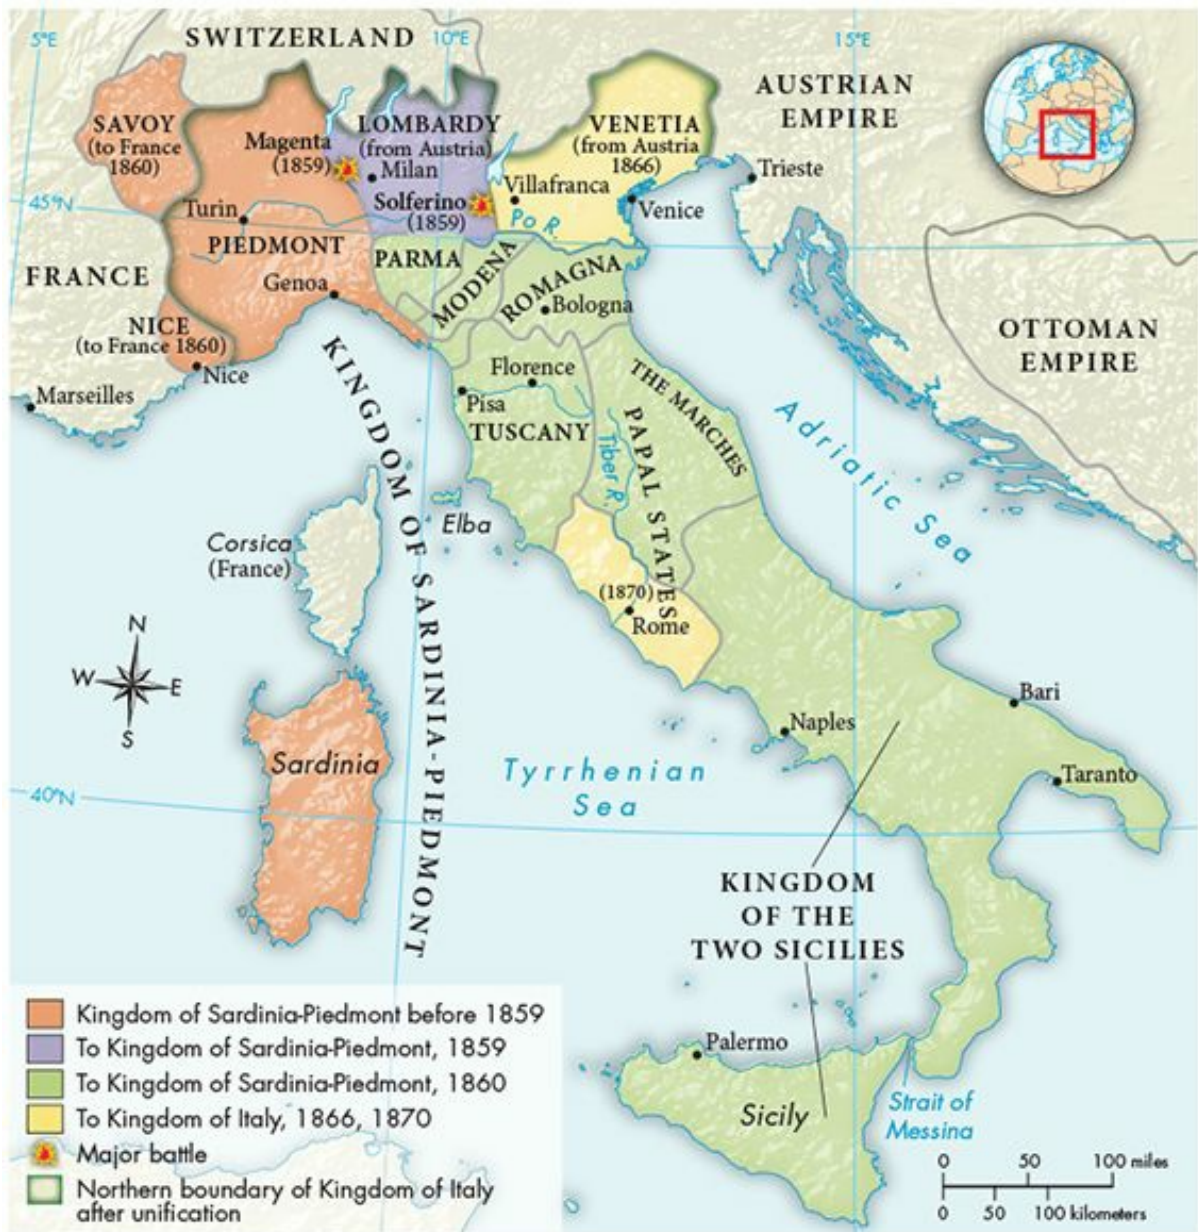 5°E
SWITZERLAND
10°E
15°E
AUSTRIAN
EMPIRE
SAVOY
(to France
1860)
Magenta
(1859)
LOMBARDY
(from Austria)
Milan
Solferino
(1859)
VENETIA
(from Austria
1866)
Villafranca
Po R.
Venice
Trieste
45°N
Turin
PIEDMONT
Genoa
FRANCE
PARMA
MODENA
ROMAGNA
Bologna
NICE
(to France 1860)
Nice
Marseilles
OTTOMAN
EMPIRE
Florence
Pisa
TUSCANY
THE MARCHES
PAPAL STATES
Tiber R.
Adriatic Sea
KINGDOM OF SARDINIA-PIEDMONT
Elba
Corsica
(France)
(1870)
Rome
N
W
E
S
Bari
Naples
Taranto
Sardinia
Tyrrhenian
Sea
40°N
KINGDOM
OF THE
TWO SICILIES
Palermo
Sicily
Strait of
Messina
Kingdom of Sardinia-Piedmont before 1859
To Kingdom of Sardinia-Piedmont, 1859
To Kingdom of Sardinia-Piedmont, 1860
To Kingdom of Italy, 1866, 1870
Major battle
Northern boundary of Kingdom of Italy
after unification
0 50 100 miles
0 50 100 kilometers